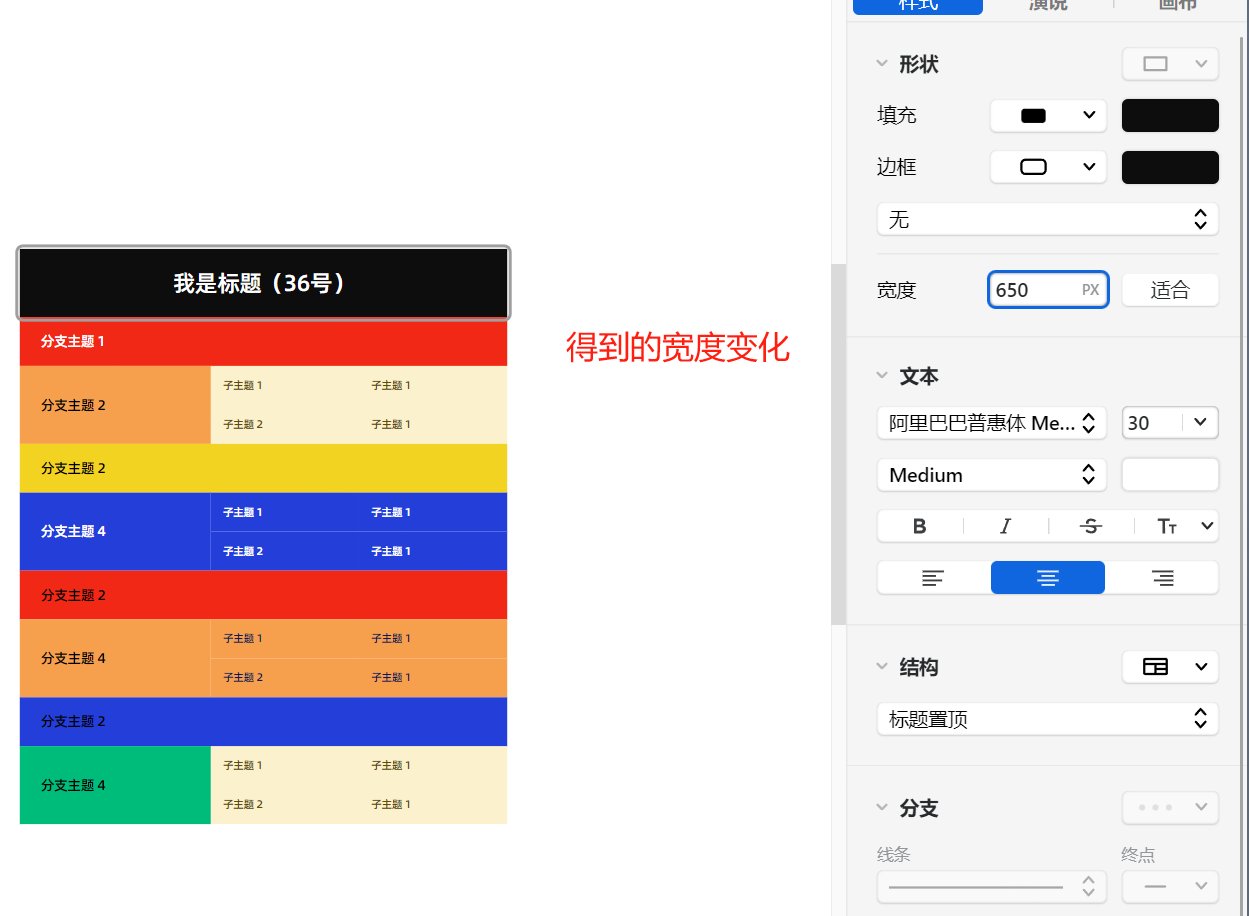 样式 演说 画布
形状
填充
边框
无
宽度 650 PX 适合
文本
阿里巴巴普惠体 Me... 30
Medium
B I S Tт
结构
标题置顶
分支
线条 终点
我是标题（36号）
分支主题 1
分支主题 2
子主题 1 子主题 1
子主题 2 子主题 1
分支主题 2
分支主题 4
子主题 1 子主题 1
子主题 2 子主题 1
分支主题 2
分支主题 4
子主题 1 子主题 1
子主题 2 子主题 1
分支主题 2
分支主题 4
子主题 1 子主题 1
子主题 2 子主题 1
得到的宽度变化